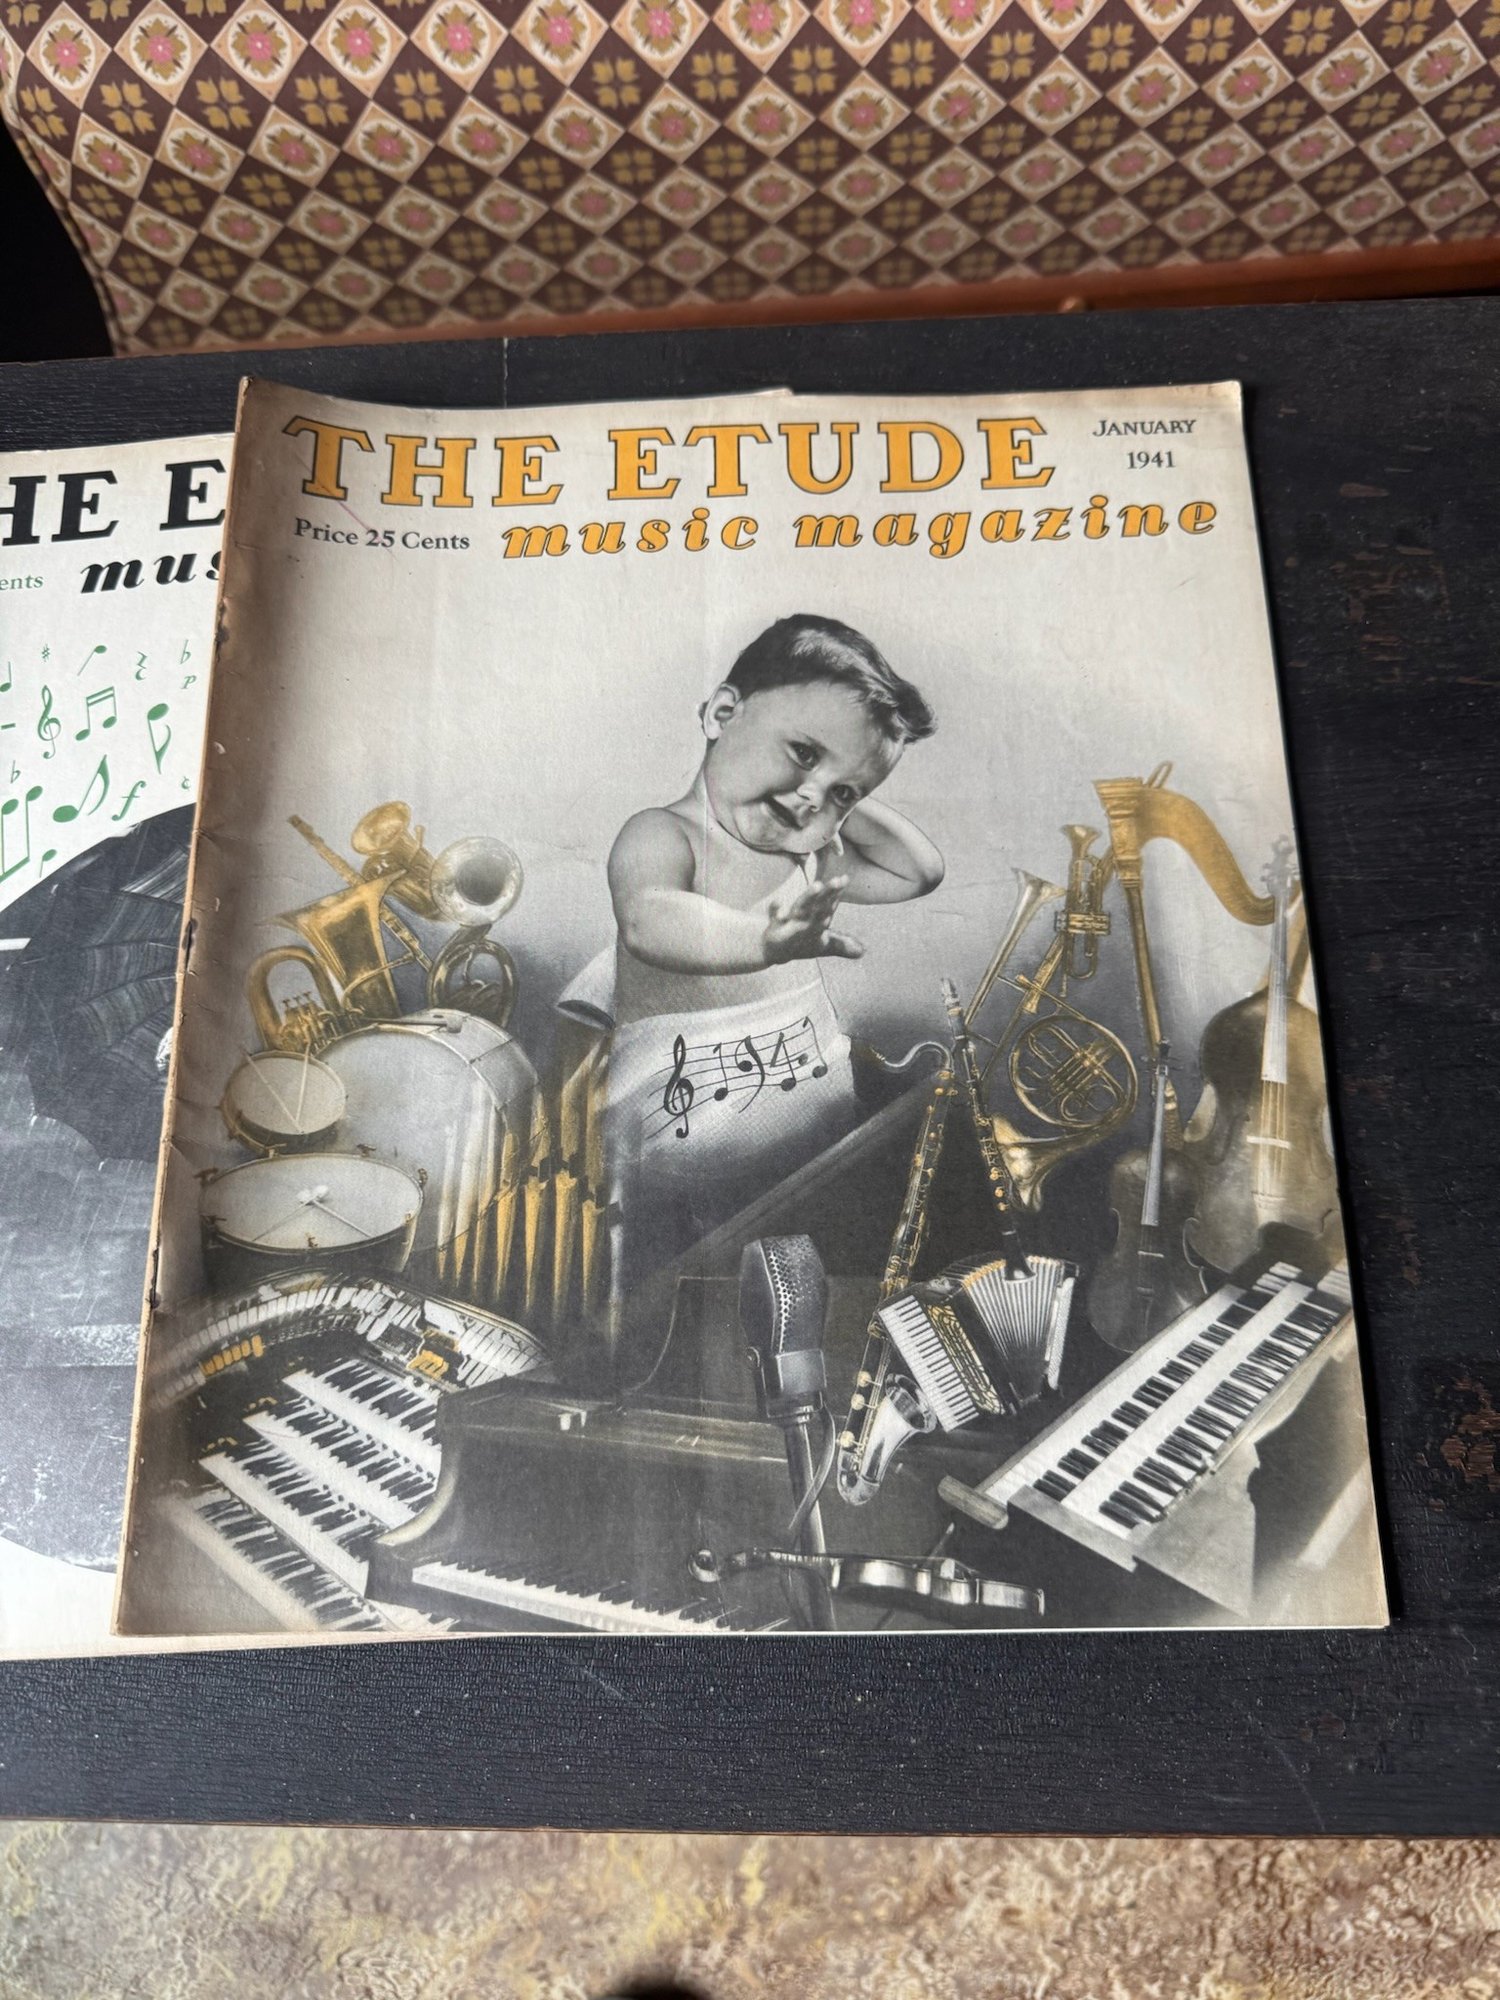 THE ETUDE
JANUARY
1941
Price 25 Cents
music magazine
1941
HE E
ents
mus